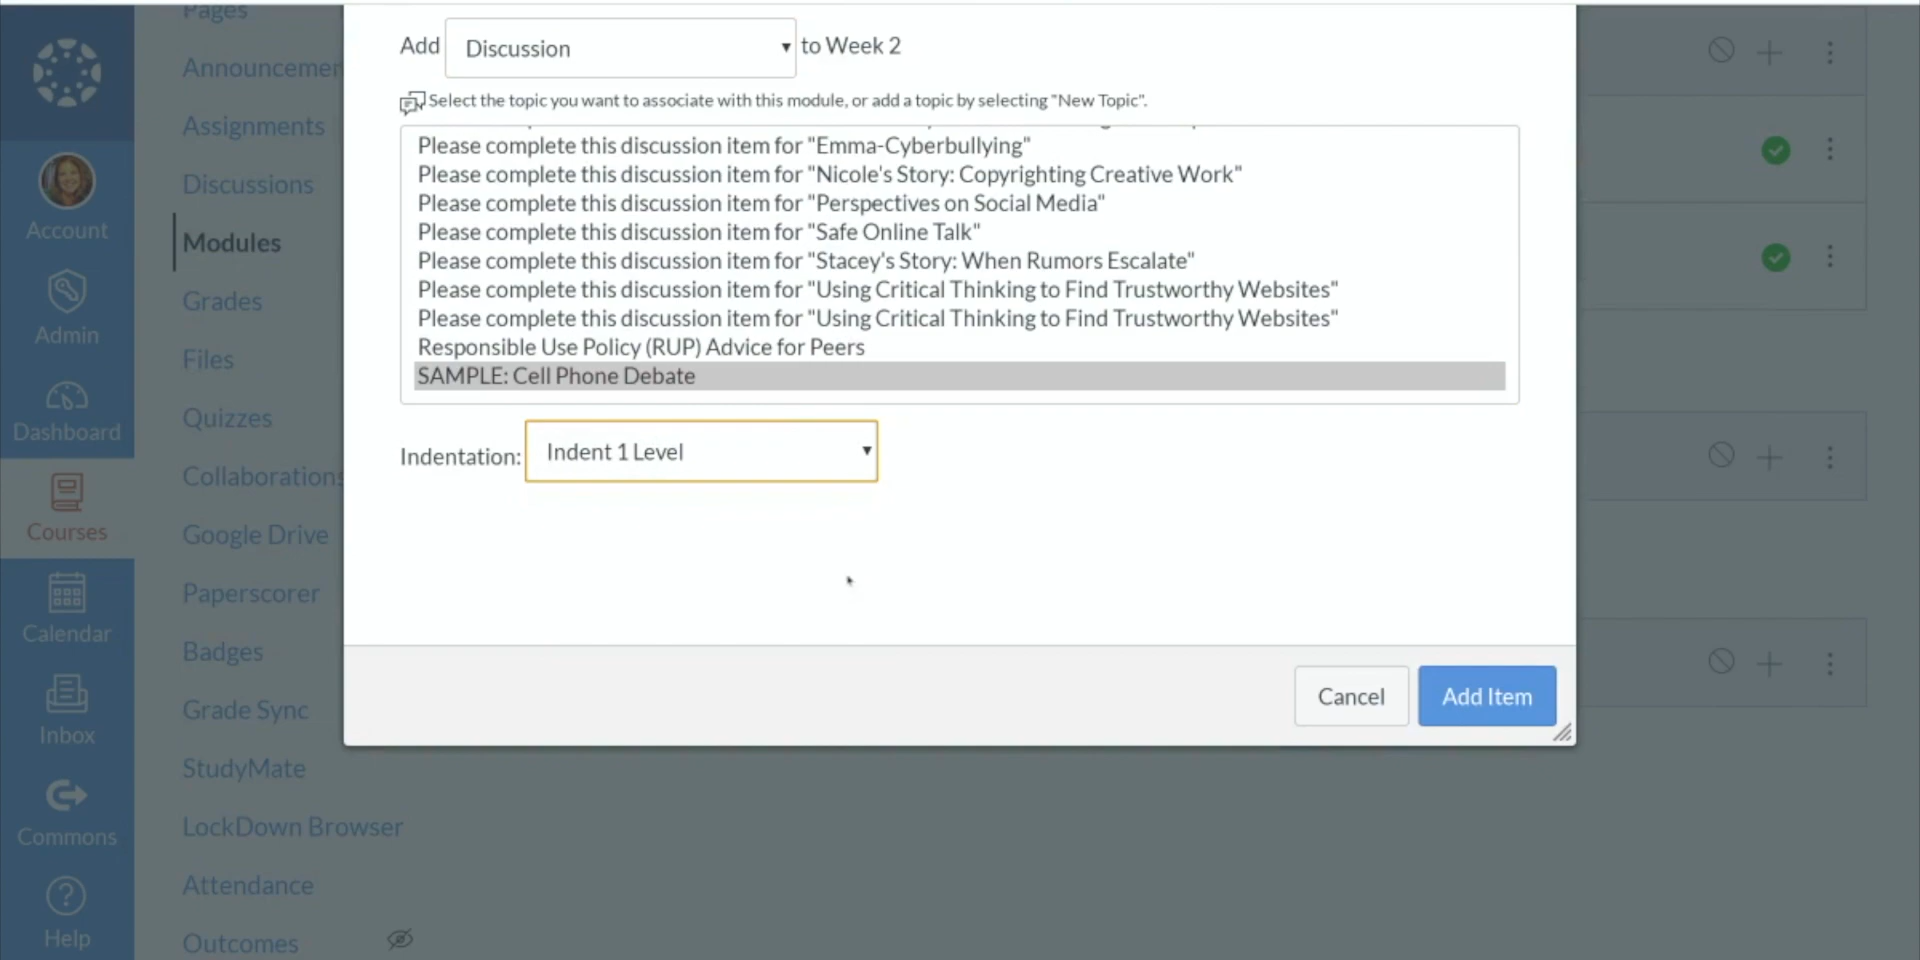 Pages
Announcemen
Assignments
Discussions
Modules
Grades
Files
Quizzes
Collaborations
Google Drive
Paperscorer
Badges
Grade Sync
StudyMate
LockDown Browser
Attendance
Outcomes
Account
Admin
Dashboard
Courses
Calendar
Inbox
Commons
Help
Add Discussion to Week 2
Select the topic you want to associate with this module, or add a topic by selecting "New Topic".
Please complete this discussion item for "Emma-Cyberbullying"
Please complete this discussion item for "Nicole's Story: Copyrighting Creative Work"
Please complete this discussion item for "Perspectives on Social Media"
Please complete this discussion item for "Safe Online Talk"
Please complete this discussion item for "Stacey's Story: When Rumors Escalate"
Please complete this discussion item for "Using Critical Thinking to Find Trustworthy Websites"
Please complete this discussion item for "Using Critical Thinking to Find Trustworthy Websites"
Responsible Use Policy (RUP) Advice for Peers
SAMPLE: Cell Phone Debate
Indentation: Indent 1 Level
Cancel Add Item